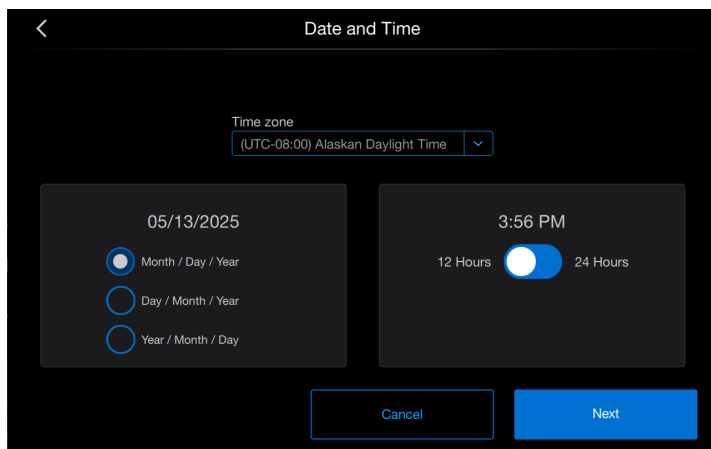 Date and Time
Time zone
(UTC-08:00) Alaskan Daylight Time
05/13/2025
Month / Day / Year
Day / Month / Year
Year / Month / Day
3:56 PM
12 Hours
24 Hours
Cancel
Next